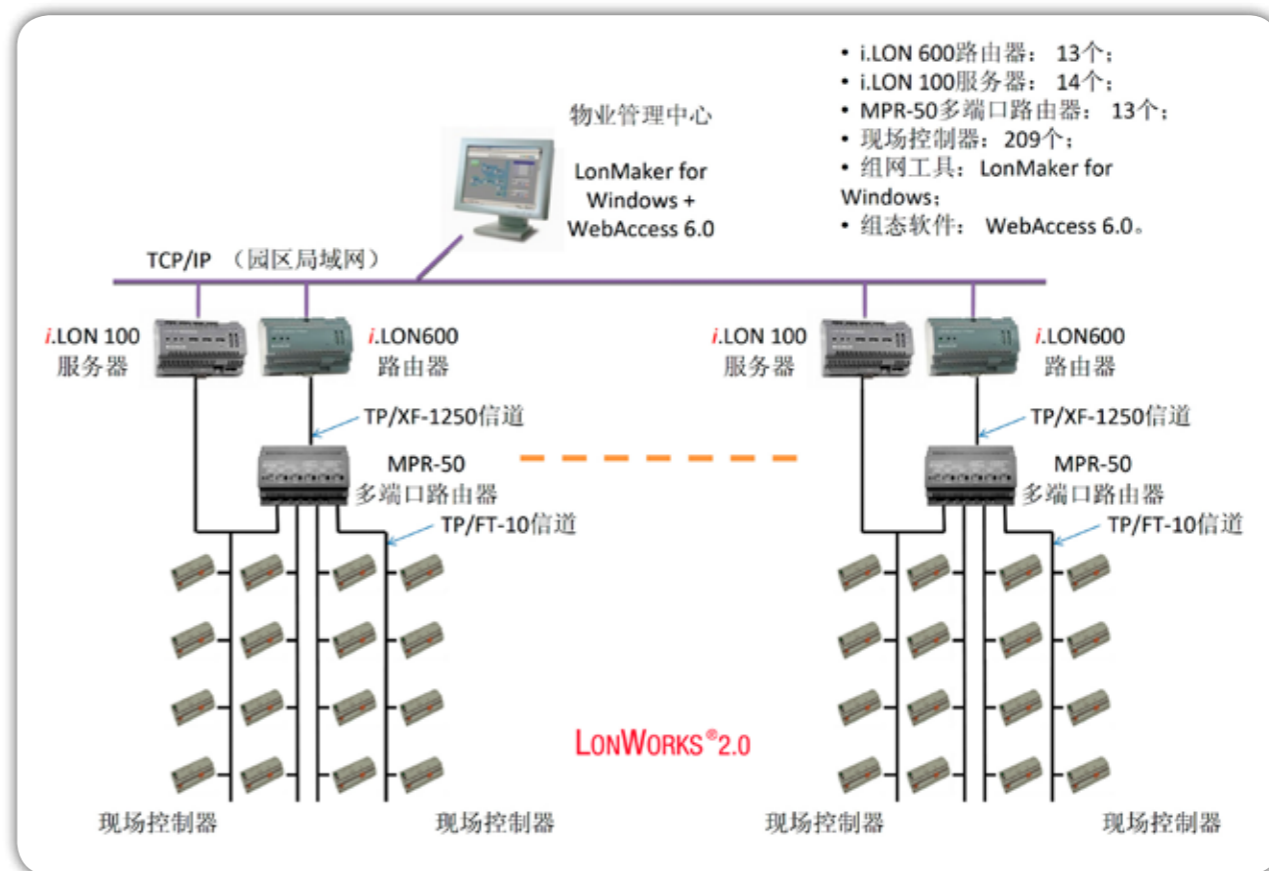 • i.LON 600路由器： 13个；
• i.LON 100服务器： 14个；
• MPR-50多端口路由器： 13个；
• 现场控制器：209个；
• 组网工具：LonMaker for
Windows；
• 组态软件： WebAccess 6.0。
物业管理中心
LonMaker for
Windows +
WebAccess 6.0
TCP/IP （园区局域网）
i.LON 100
服务器
i.LON600
路由器
i.LON 100
服务器
i.LON600
路由器
TP/XF-1250信道
TP/XF-1250信道
MPR-50
多端口路由器
MPR-50
多端口路由器
TP/FT-10信道
TP/FT-10信道
LONWORKS®2.0
现场控制器
现场控制器
现场控制器
现场控制器